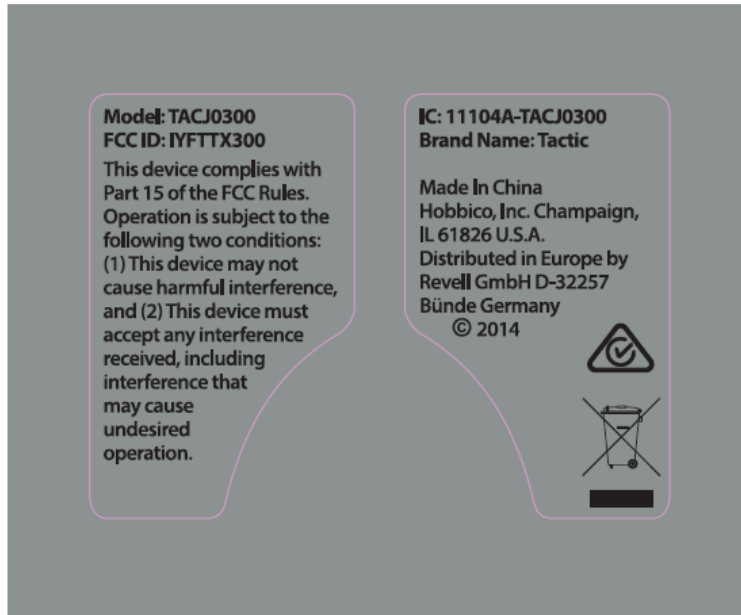 Model: TACJ0300
FCC ID: IYFTTX300
This device complies with
Part 15 of the FCC Rules.
Operation is subject to the
following two conditions:
(1) This device may not
cause harmful interference,
and (2) This device must
accept any interference
received, including
interference that
may cause
undesired
operation.
IC: 11104A-TACJ0300
Brand Name: Tactic
Made In China
Hobbico, Inc. Champaign,
IL 61826 U.S.A.
Distributed in Europe by
Revell GmbH D-32257
Bünde Germany
© 2014